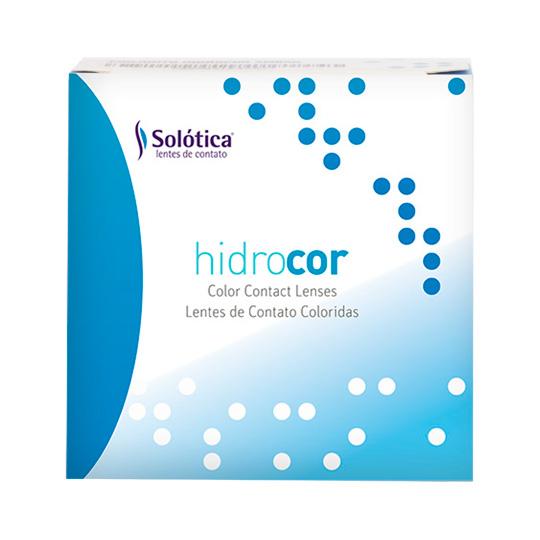 Solótica®
lentes de contato
hidrocor
Color Contact Lenses
Lentes de Contato Coloridas